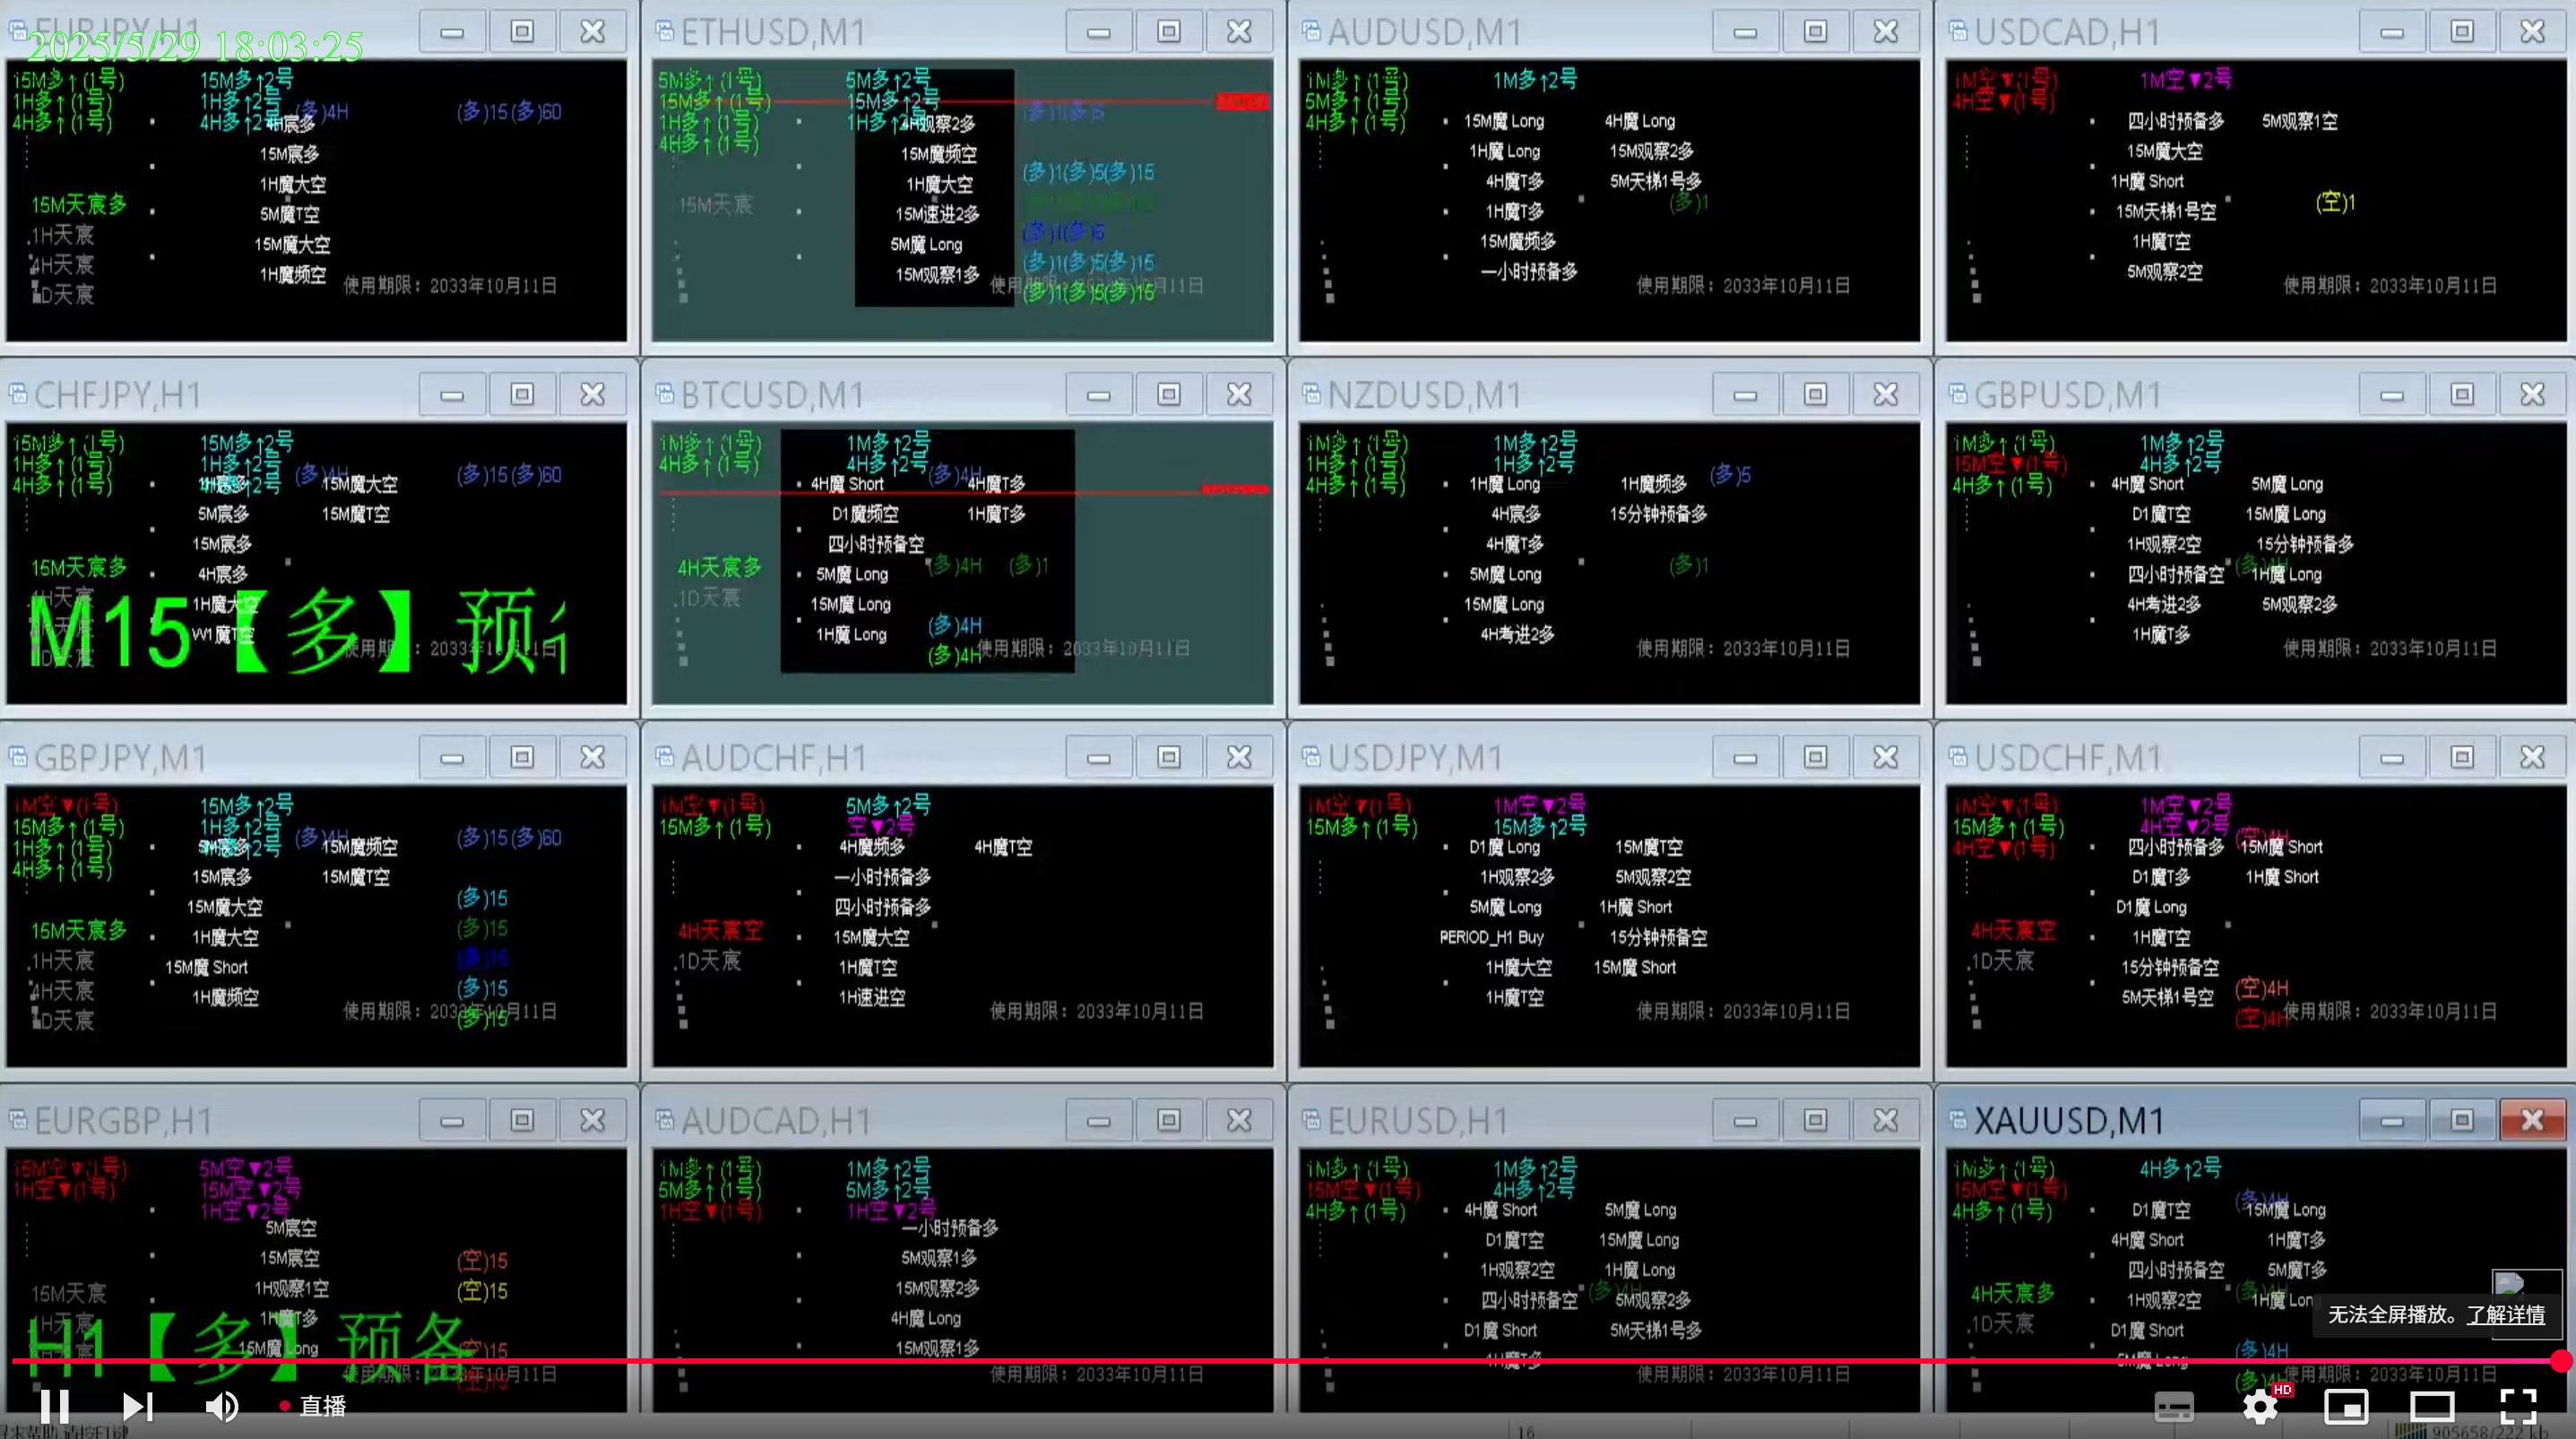 2025/5/29 18:03:25
EURJPY,H1
15M多↑(1号) 15M多↑2号
1H多↑(1号) 1H多↑2号
(多)4H (多)15(多)60
4H多↑(1号) 4H多↑2号
4H宸多
15M宸多
1H魔大空
15M天宸多
5M魔T空
.1H天宸
15M魔大空
4H天宸
1H魔频空
使用期限：2033年10月11日
1D天宸
ETHUSD,M1
5M多↑(1号) 5M多↑2号
15M多↑(1号) 15M多↑2号
(多)1(多)5
1H多↑(1号) 1H多↑2号
4H观察2多
4H多↑(1号)
15M魔频空
(多)1(多)5(多)15
1H魔大空
15M天宸
15M速进2多
(多)1(多)5
5M魔 Long
(多)1(多)5(多)15
15M观察1多
使用期限：2033年10月11日
(多)1(多)5(多)15
AUDUSD,M1
1M多↑(1号) 1M多↑2号
5M多↑(1号)
4H多↑(1号)
15M魔 Long 4H魔 Long
1H魔 Long 15M观察2多
4H魔T多 5M天梯1号多
(多)1
1H魔T多
15M魔频多
一小时预备多
使用期限：2033年10月11日
USDCAD,H1
1M空▼(1号) 1M空▼2号
4H空▼(1号)
四小时预备多 5M观察1空
15M魔大空
1H魔 Short
(空)1
15M天梯1号空
1H魔T空
5M观察2空
使用期限：2033年10月11日
CHFJPY,H1
15M多↑(1号) 15M多↑2号
1H多↑(1号) 1H多↑2号
(多)4H (多)15(多)60
4H多↑(1号) 4H多↑2号
1H宸多 15M魔大空
5M宸多 15M魔T空
15M宸多
15M天宸多
4H宸多
1H魔大空
M15【多】预
W1魔T空
使用期限：2033年10月11日
BTCUSD,M1
1M多↑(1号) 1M多↑2号
4H多↑(1号) 4H多↑2号
(多)4H
4H魔 Short 4H魔T多
D1魔频空 1H魔T多
四小时预备空
4H天宸多
(多)4H (多)1
5M魔 Long
.1D天宸
15M魔 Long
(多)4H
1H魔 Long
(多)4H
使用期限：2033年10月11日
NZDUSD,M1
1M多↑(1号) 1M多↑2号
1H多↑(1号) 1H多↑2号
(多)5
4H多↑(1号)
1H魔 Long 1H魔频多
4H宸多 15分钟预备多
4H魔T多
(多)1
5M魔 Long
15M魔 Long
4H考进2多
使用期限：2033年10月11日
GBPUSD,M1
1M多↑(1号) 1M多↑2号
15M空▼(1号) 4H多↑2号
4H多↑(1号)
4H魔 Short 5M魔 Long
D1魔T空 15M魔 Long
1H观察2空 15分钟预备多
(多)4H
四小时预备空 1H魔 Long
4H考进2多 5M观察2多
1H魔T多
使用期限：2033年10月11日
GBPJPY,M1
1M空▼(1号) 15M多↑2号
15M多↑(1号) 1H多↑2号
(多)4H (多)15(多)60
1H多↑(1号)
5M宸多 15M魔频空
4H多↑(1号)
15M宸多 15M魔T空
(多)15
15M魔大空
15M天宸多
(多)15
1H魔大空
.1H天宸
(多)15
15M魔 Short
4H天宸
(多)15
1H魔频空
使用期限：2033年10月11日
1D天宸
(多)15
AUDCHF,H1
1M空▼(1号) 5M多↑2号
15M多↑(1号) 空▼2号
4H魔频多 4H魔T空
一小时预备多
四小时预备多
4H天宸空
15M魔大空
.1D天宸
1H魔T空
1H速进空
使用期限：2033年10月11日
USDJPY,M1
1M空▼(1号) 1M空▼2号
15M多↑(1号) 15M多↑2号
D1魔 Long 15M魔T空
1H观察2多 5M观察2空
5M魔 Long 1H魔 Short
PERIOD_H1 Buy 15分钟预备空
1H魔大空 15M魔 Short
1H魔T空
使用期限：2033年10月11日
USDCHF,M1
1M空▼(1号) 1M空▼2号
15M多↑(1号) 4H空▼2号
(空)4H
4H空▼(1号)
四小时预备多 15M魔 Short
D1魔T多 1H魔 Short
D1魔 Long
4H天宸空
1H魔T空
.1D天宸
15分钟预备空
(空)4H
5M天梯1号空
(空)4H
使用期限：2033年10月11日
EURGBP,H1
15M空▼(1号) 5M空▼2号
1H空▼(1号) 15M空▼2号
1H空▼2号
5M宸空
15M宸空
(空)15
15M天宸
1H观察1空
(空)15
1H天宸
1H魔T多
H1【多】预备
15M魔 Long
(空)15
使用期限：2033年10月11日
AUDCAD,H1
1M多↑(1号) 1M多↑2号
5M多↑(1号) 5M多↑2号
1H空▼(1号) 1H空▼2号
一小时预备多
5M观察1多
15M观察2多
4H魔 Long
15M观察1多
使用期限：2033年10月11日
EURUSD,H1
1M多↑(1号) 1M多↑2号
15M空▼(1号) 4H多↑2号
4H多↑(1号)
4H魔 Short 5M魔 Long
D1魔T空 15M魔 Long
1H观察2空 1H魔 Long
(多)4H
四小时预备空 5M观察2多
D1魔 Short 5M天梯1号多
1H魔T多
使用期限：2033年10月11日
XAUUSD,M1
1M多↑(1号) 4H多↑2号
15M空▼(1号)
(多)4H
4H多↑(1号)
D1魔T空 15M魔 Long
4H魔 Short 1H魔T多
四小时预备空 5M魔T多
4H天宸多
1H观察2空 1H魔 Lon
.1D天宸
D1魔 Short
(多)4H
5M魔 Long
(多)4H
使用期限：2033年10月11日
无法全屏播放。了解详情
直播
HD
16
905658/222 kb